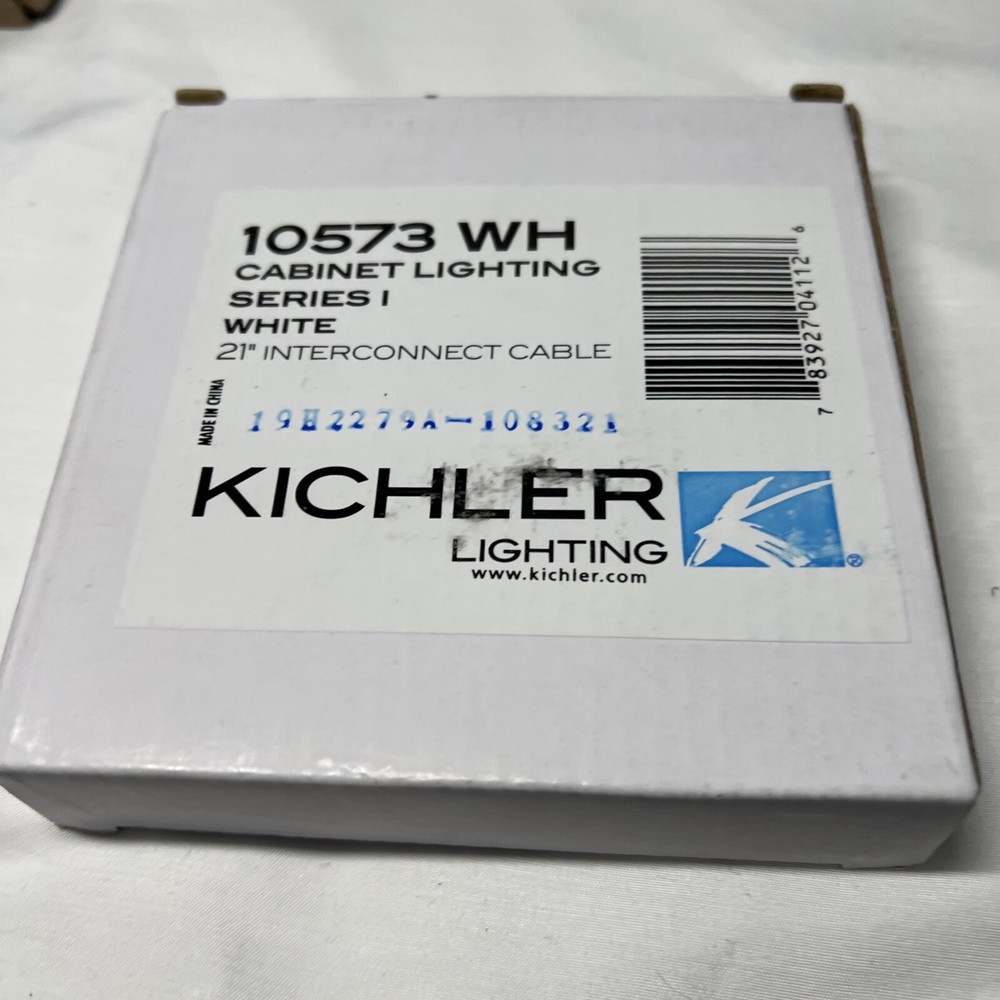 10573 WH
CABINET LIGHTING
SERIES I
WHITE
21" INTERCONNECT CABLE
MADE IN CHINA
19H2279A-108321
7 83927 04112 6
KICHLER
LIGHTING
www.kichler.com
®